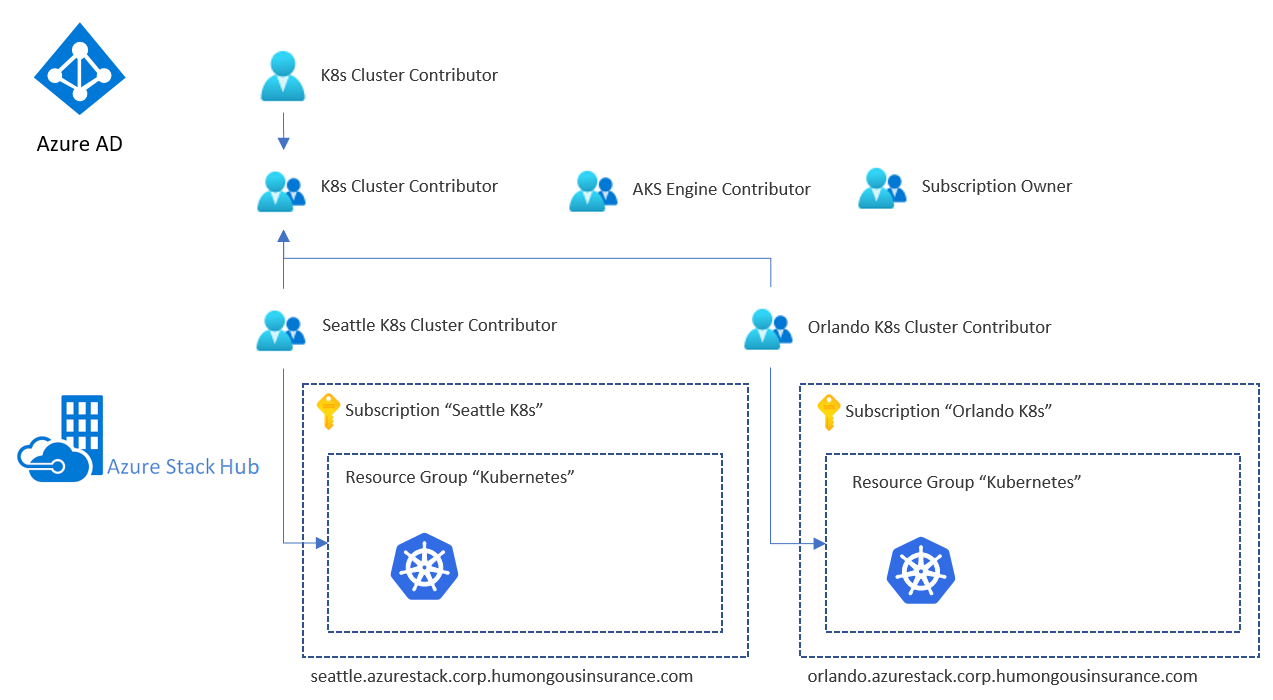 K8s Cluster Contributor
Azure AD
K8s Cluster Contributor
AKS Engine Contributor
Subscription Owner
Seattle K8s Cluster Contributor
Orlando K8s Cluster Contributor
Subscription “Seattle K8s”
Subscription “Orlando K8s”
Azure Stack Hub
Resource Group “Kubernetes”
Resource Group “Kubernetes”
seattle.azurestack.corp.humongousinsurance.com
orlando.azurestack.corp.humongousinsurance.com